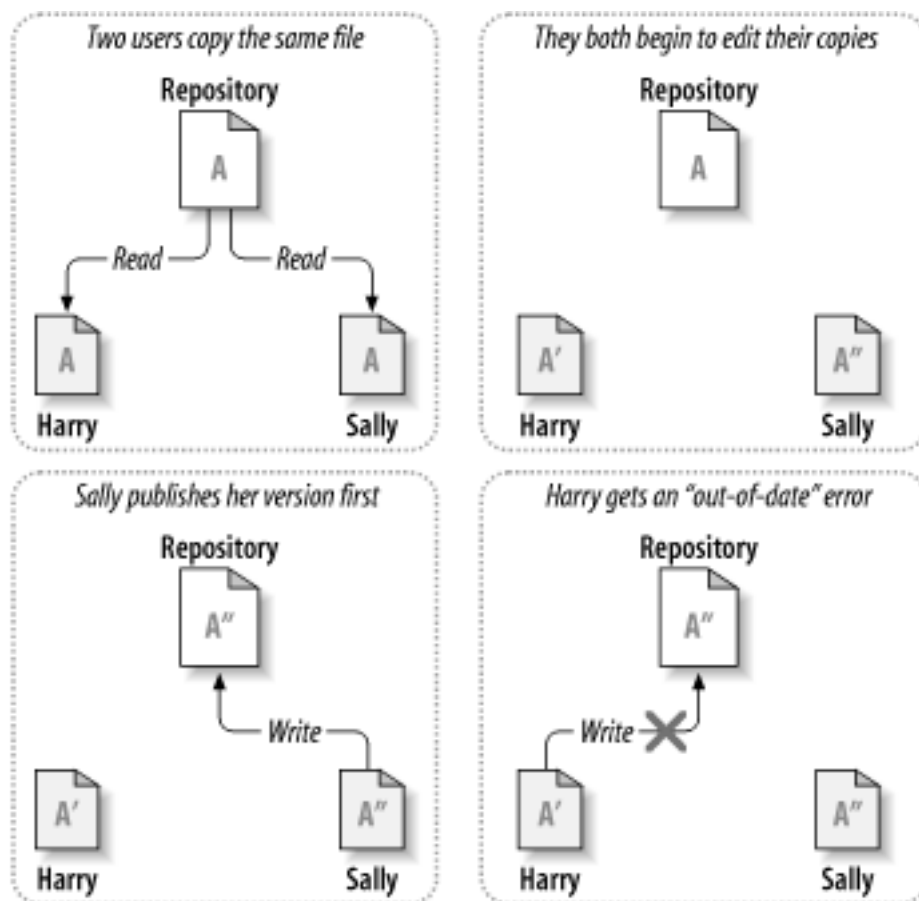 Two users copy the same file
Repository
A
Read
Read
A
A
Harry
Sally
They both begin to edit their copies
Repository
A
A'
A"
Harry
Sally
Sally publishes her version first
Repository
A"
Write
A'
A"
Harry
Sally
Harry gets an “out-of-date” error
Repository
A"
Write
A'
A"
Harry
Sally